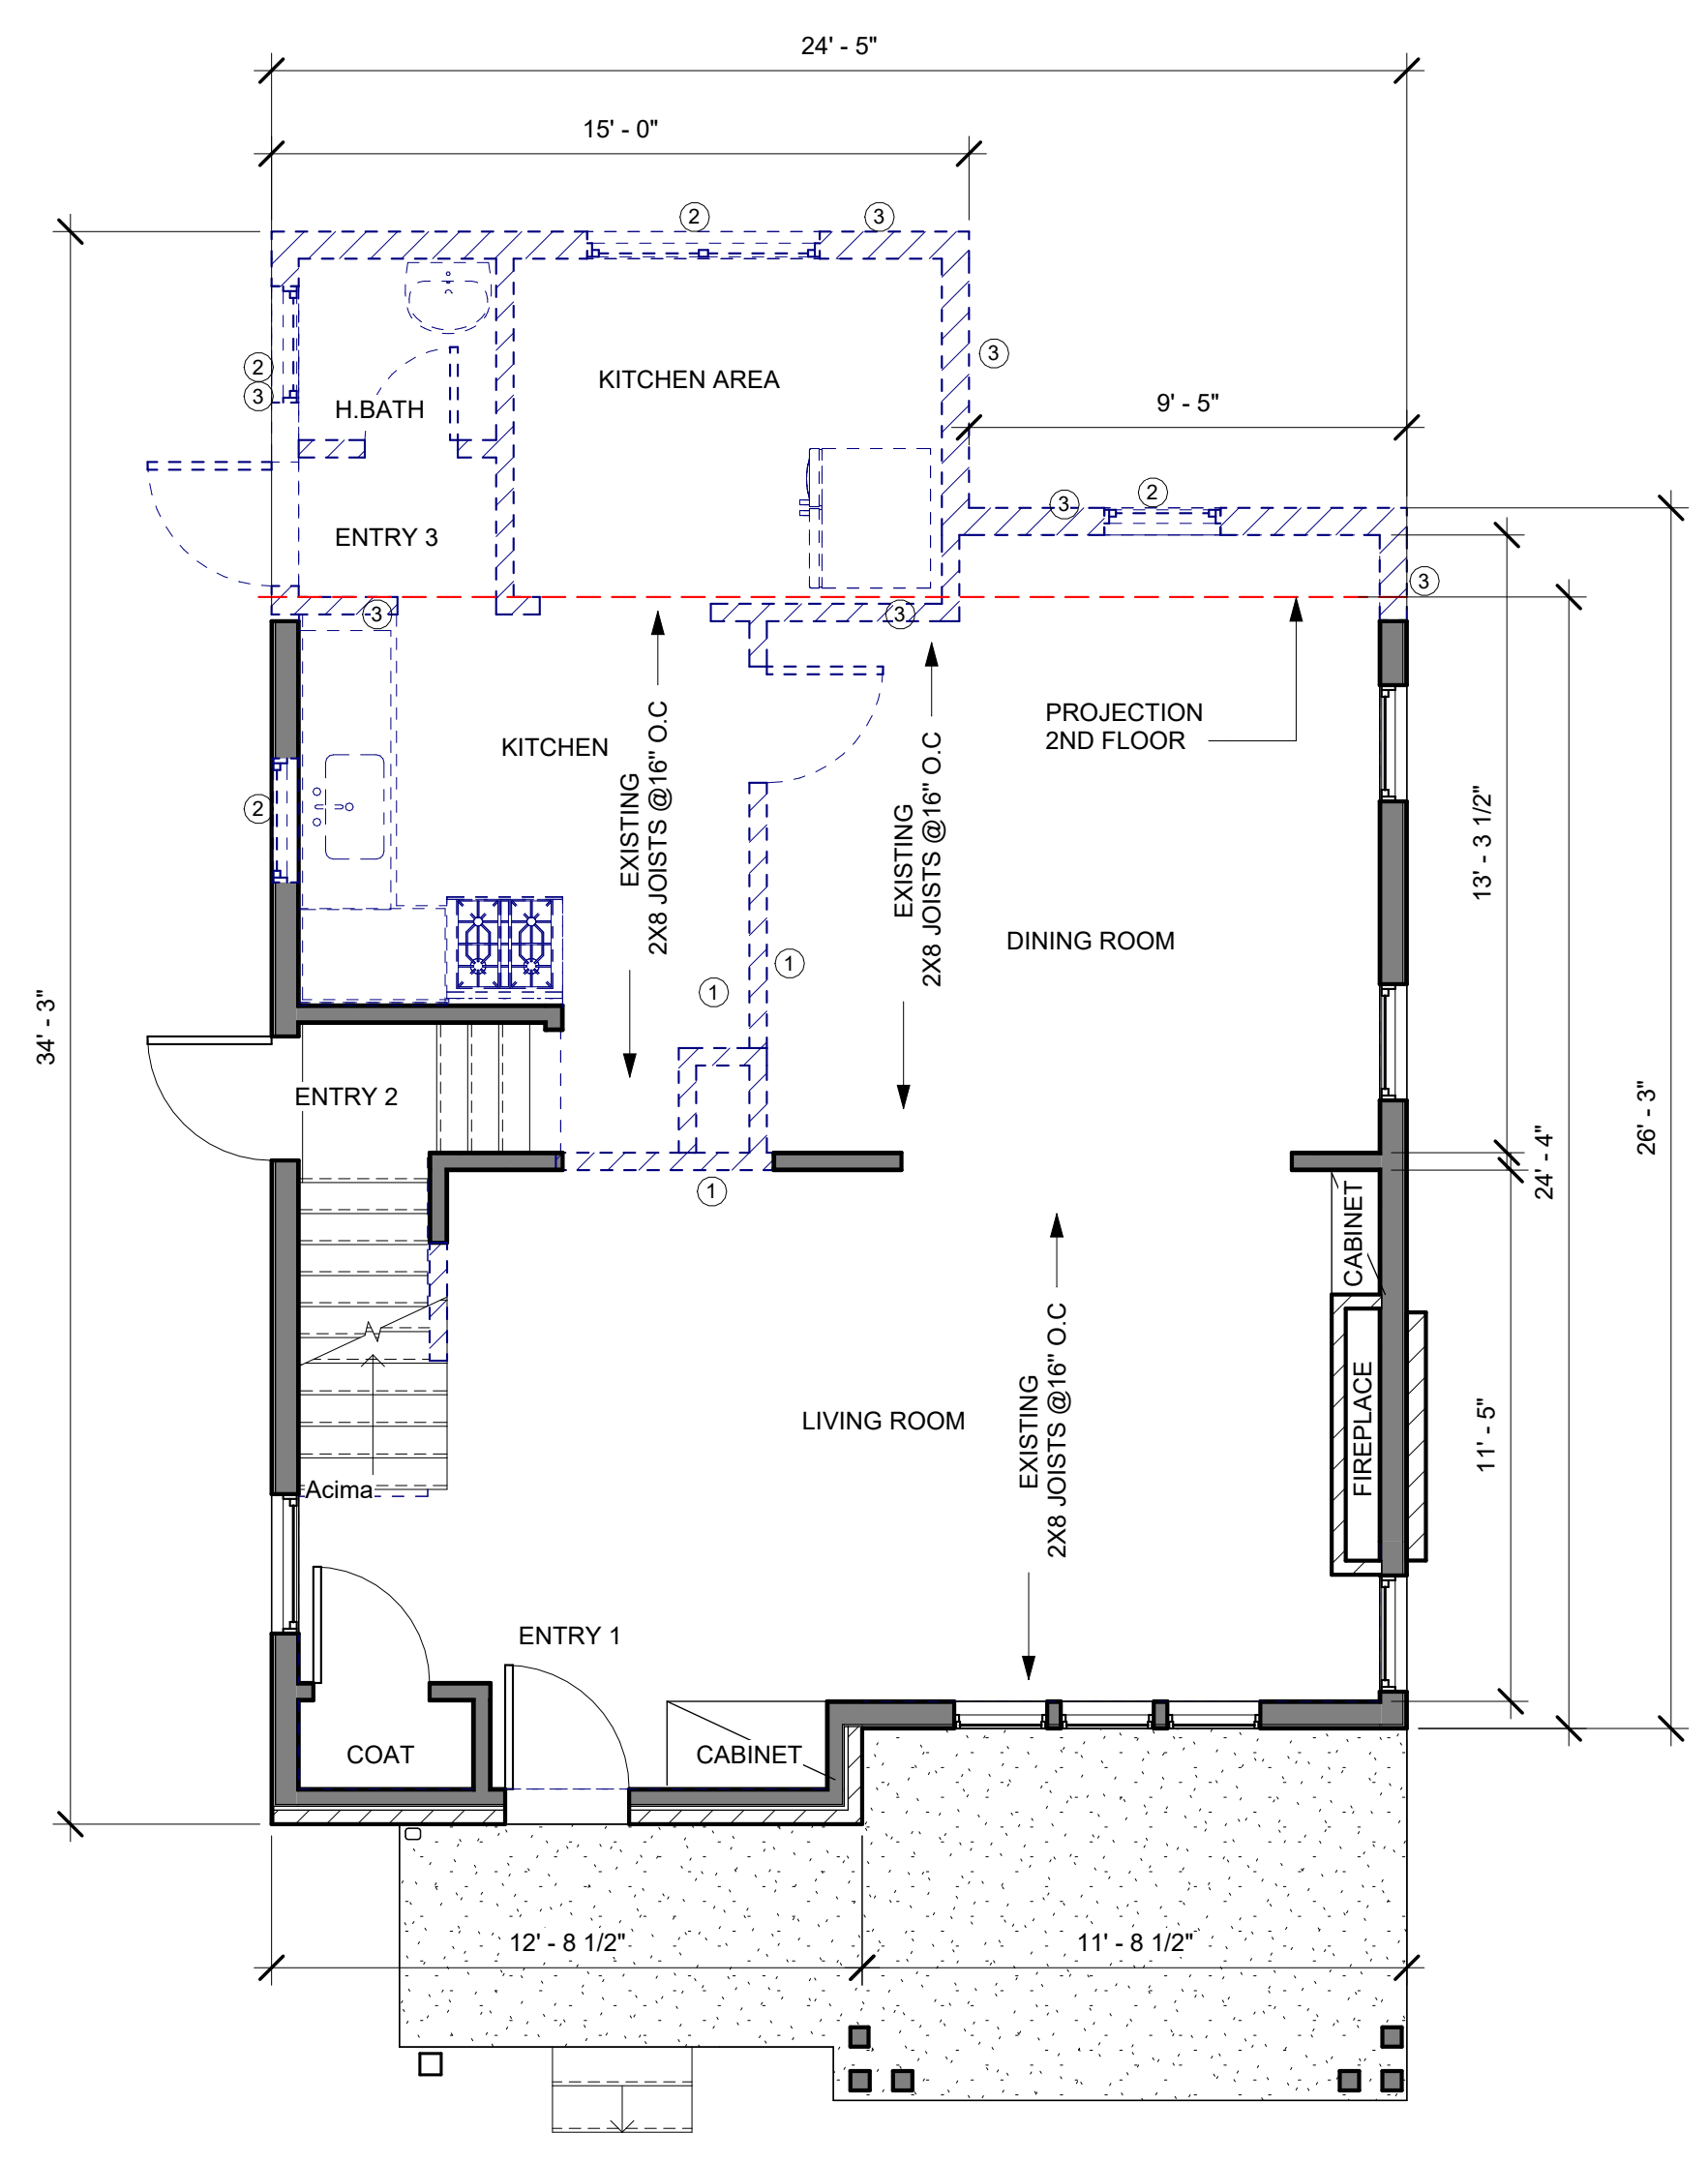 24' - 5"
15' - 0"
2
3
2
3
H.BATH
KITCHEN AREA
3
9' - 5"
3
2
ENTRY 3
3
3
3
PROJECTION
2ND FLOOR
KITCHEN
2
EXISTING
2X8 JOISTS @16" O.C
EXISTING
2X8 JOISTS @16" O.C
DINING ROOM
13' - 3 1/2"
1
1
34' - 3"
ENTRY 2
26' - 3"
24' - 4"
1
CABINET
EXISTING
2X8 JOISTS @16" O.C
LIVING ROOM
FIREPLACE
11' - 5"
Acima
ENTRY 1
COAT
CABINET
12' - 8 1/2"
11' - 8 1/2"